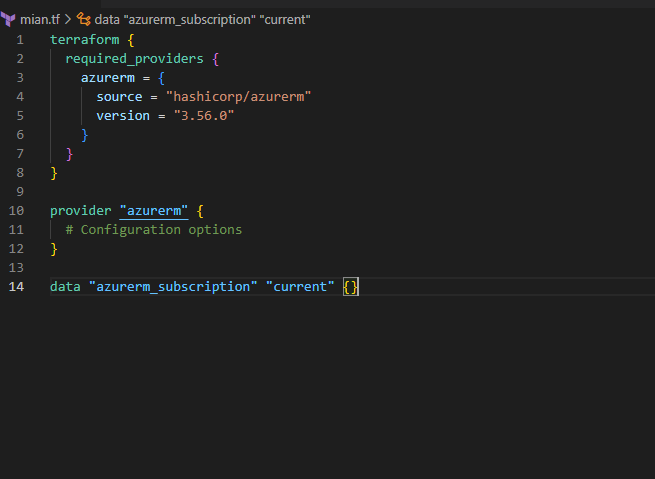 mian.tf > data "azurerm_subscription" "current"
1 terraform {
2 required_providers {
3 azurerm = {
4 source = "hashicorp/azurerm"
5 version = "3.56.0"
6 }
7 }
8 }
9
10 provider "azurerm" {
11 # Configuration options
12 }
13
14 data "azurerm_subscription" "current" {}